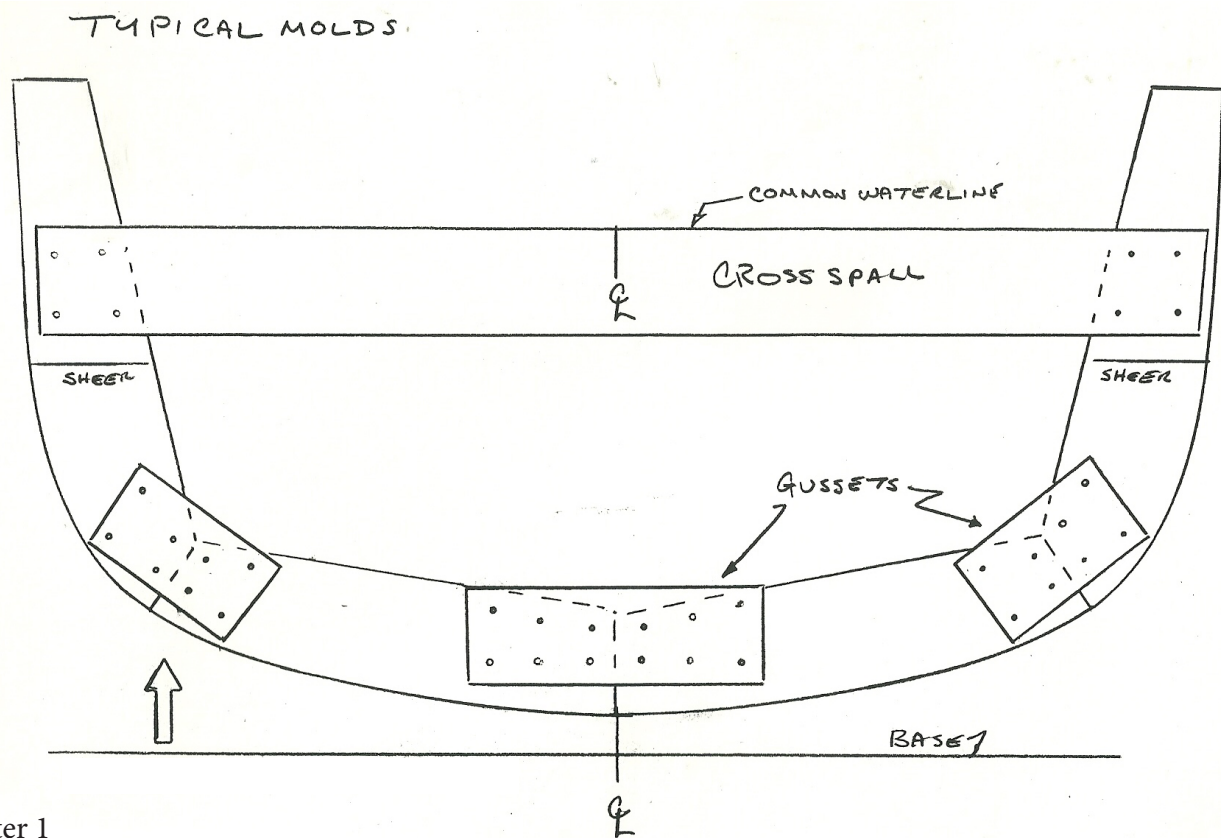 TYPICAL MOLDS.
COMMON WATERLINE
CROSS SPALL
℄
SHEER
SHEER
GUSSETS
BASE
℄
ter 1